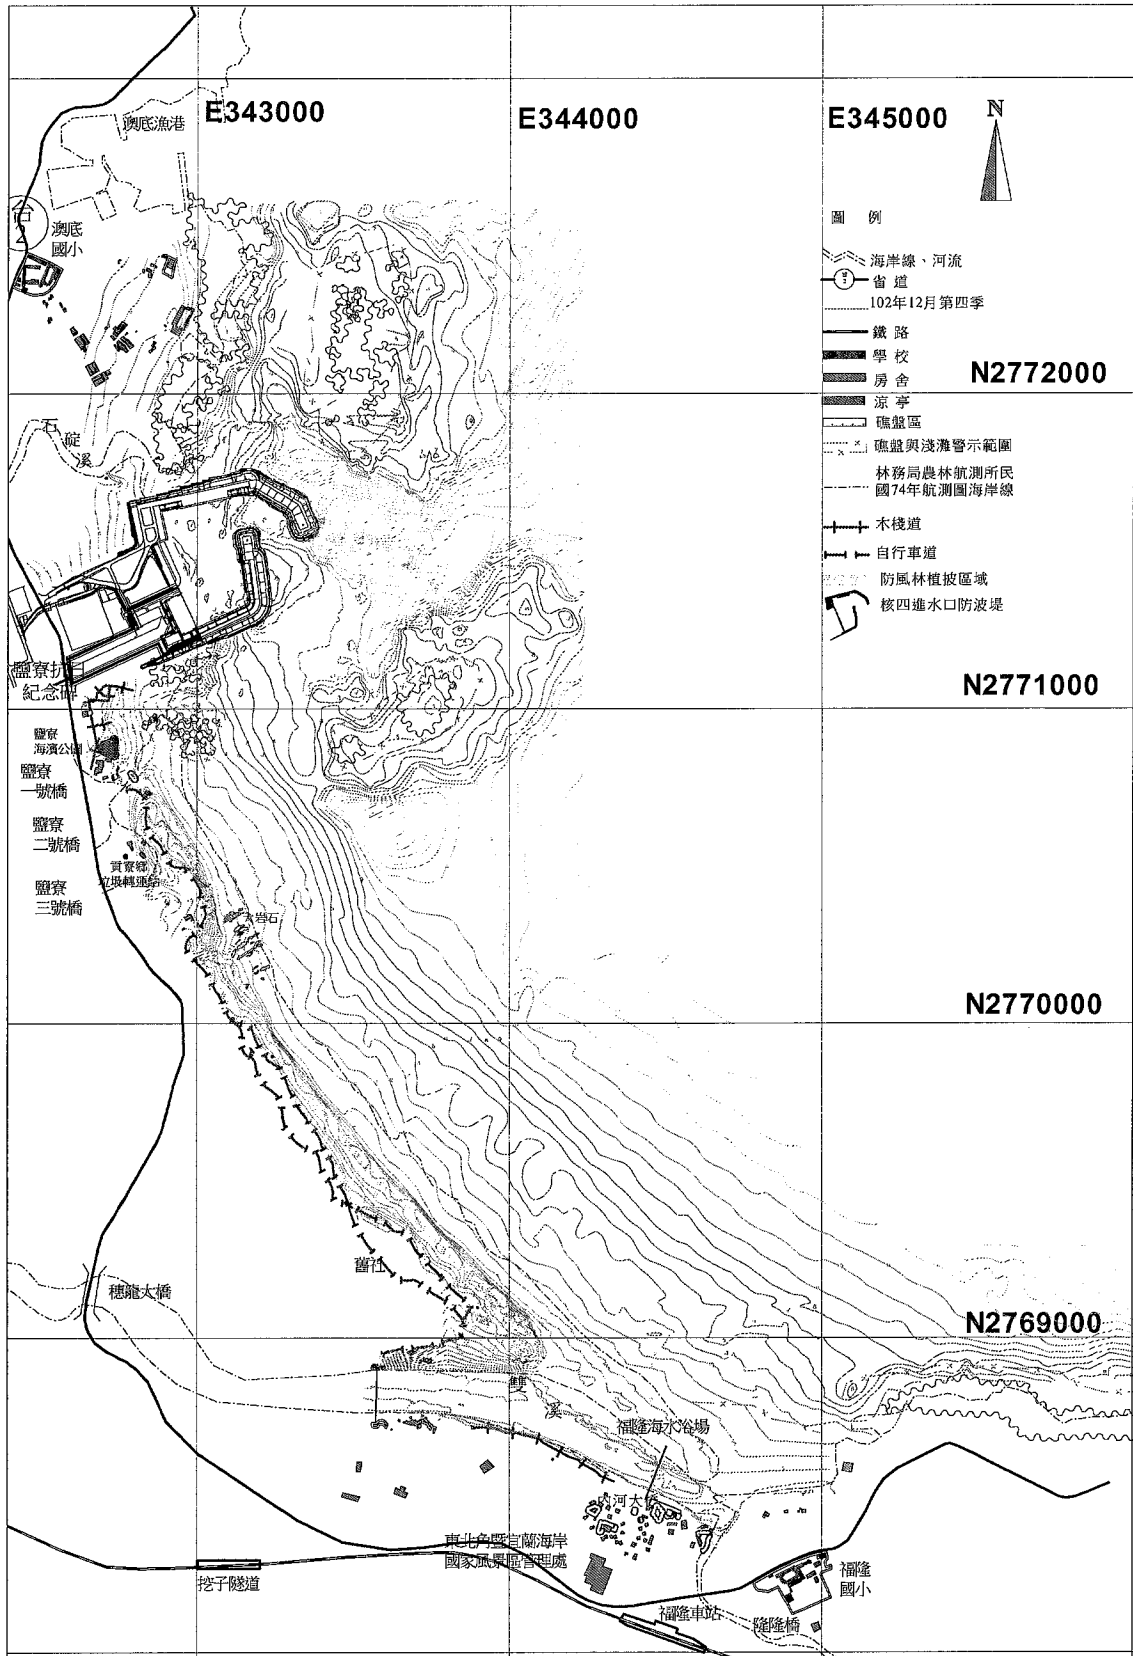 澳底漁港
E343000
E344000
E345000
N
台
2
澳底
國小
圖 例
海岸線、河流
省道
102年12月第四季
鐵路
學校
房舍
涼亭
礁盤區
礁盤與淺灘警示範圍
林務局農林航測所民
國74年航測圖海岸線
木棧道
自行車道
防風林植披區域
核四進水口防波堤
N2772000
石碇溪
N2771000
鹽寮抗日
紀念碑
鹽寮
海濱公園
鹽寮
一號橋
鹽寮
二號橋
貢寮鄉
垃圾轉運站
鹽寮
三號橋
大岩石
N2770000
舊社
穗龍大橋
N2769000
雙
溪
福隆海水浴場
內河大橋
東北角暨宜蘭海岸
國家風景區管理處
挖子隧道
福隆
國小
福隆車站
隆隆橋